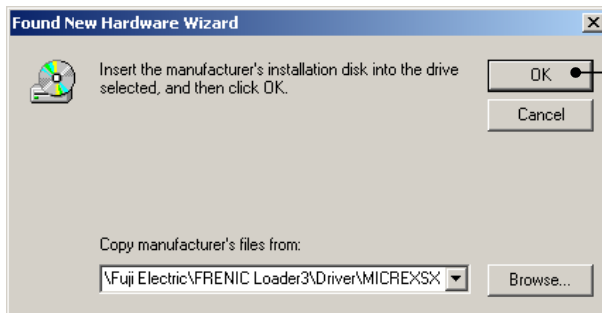 Found New Hardware Wizard
Insert the manufacturer's installation disk into the drive
selected, and then click OK.
OK
Cancel
Copy manufacturer's files from:
\Fuji Electric\FRENIC Loader3\Driver\MICREXSX
Browse...